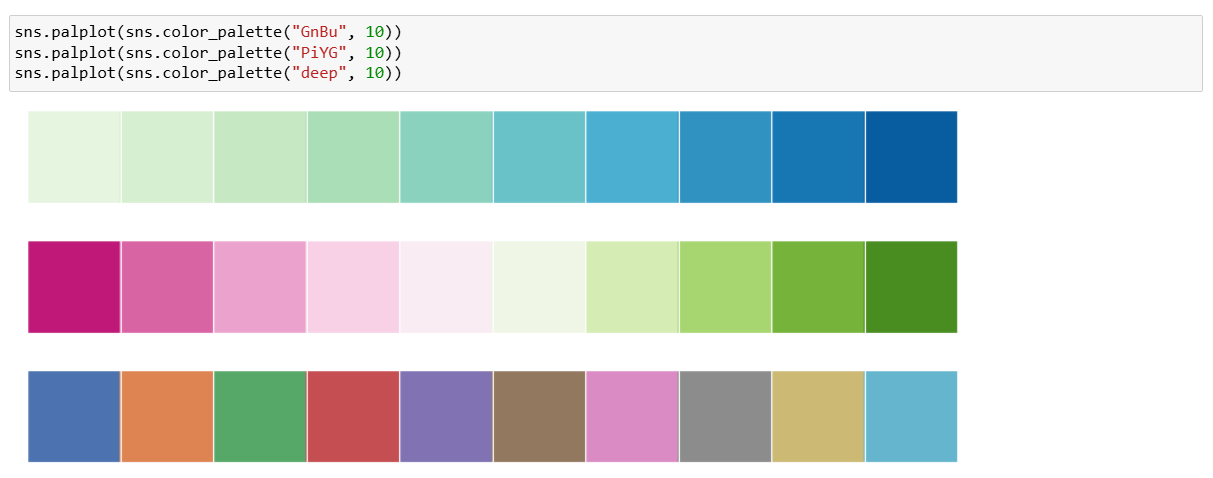 sns.palplot(sns.color_palette("GnBu", 10))
sns.palplot(sns.color_palette("PiYG", 10))
sns.palplot(sns.color_palette("deep", 10))